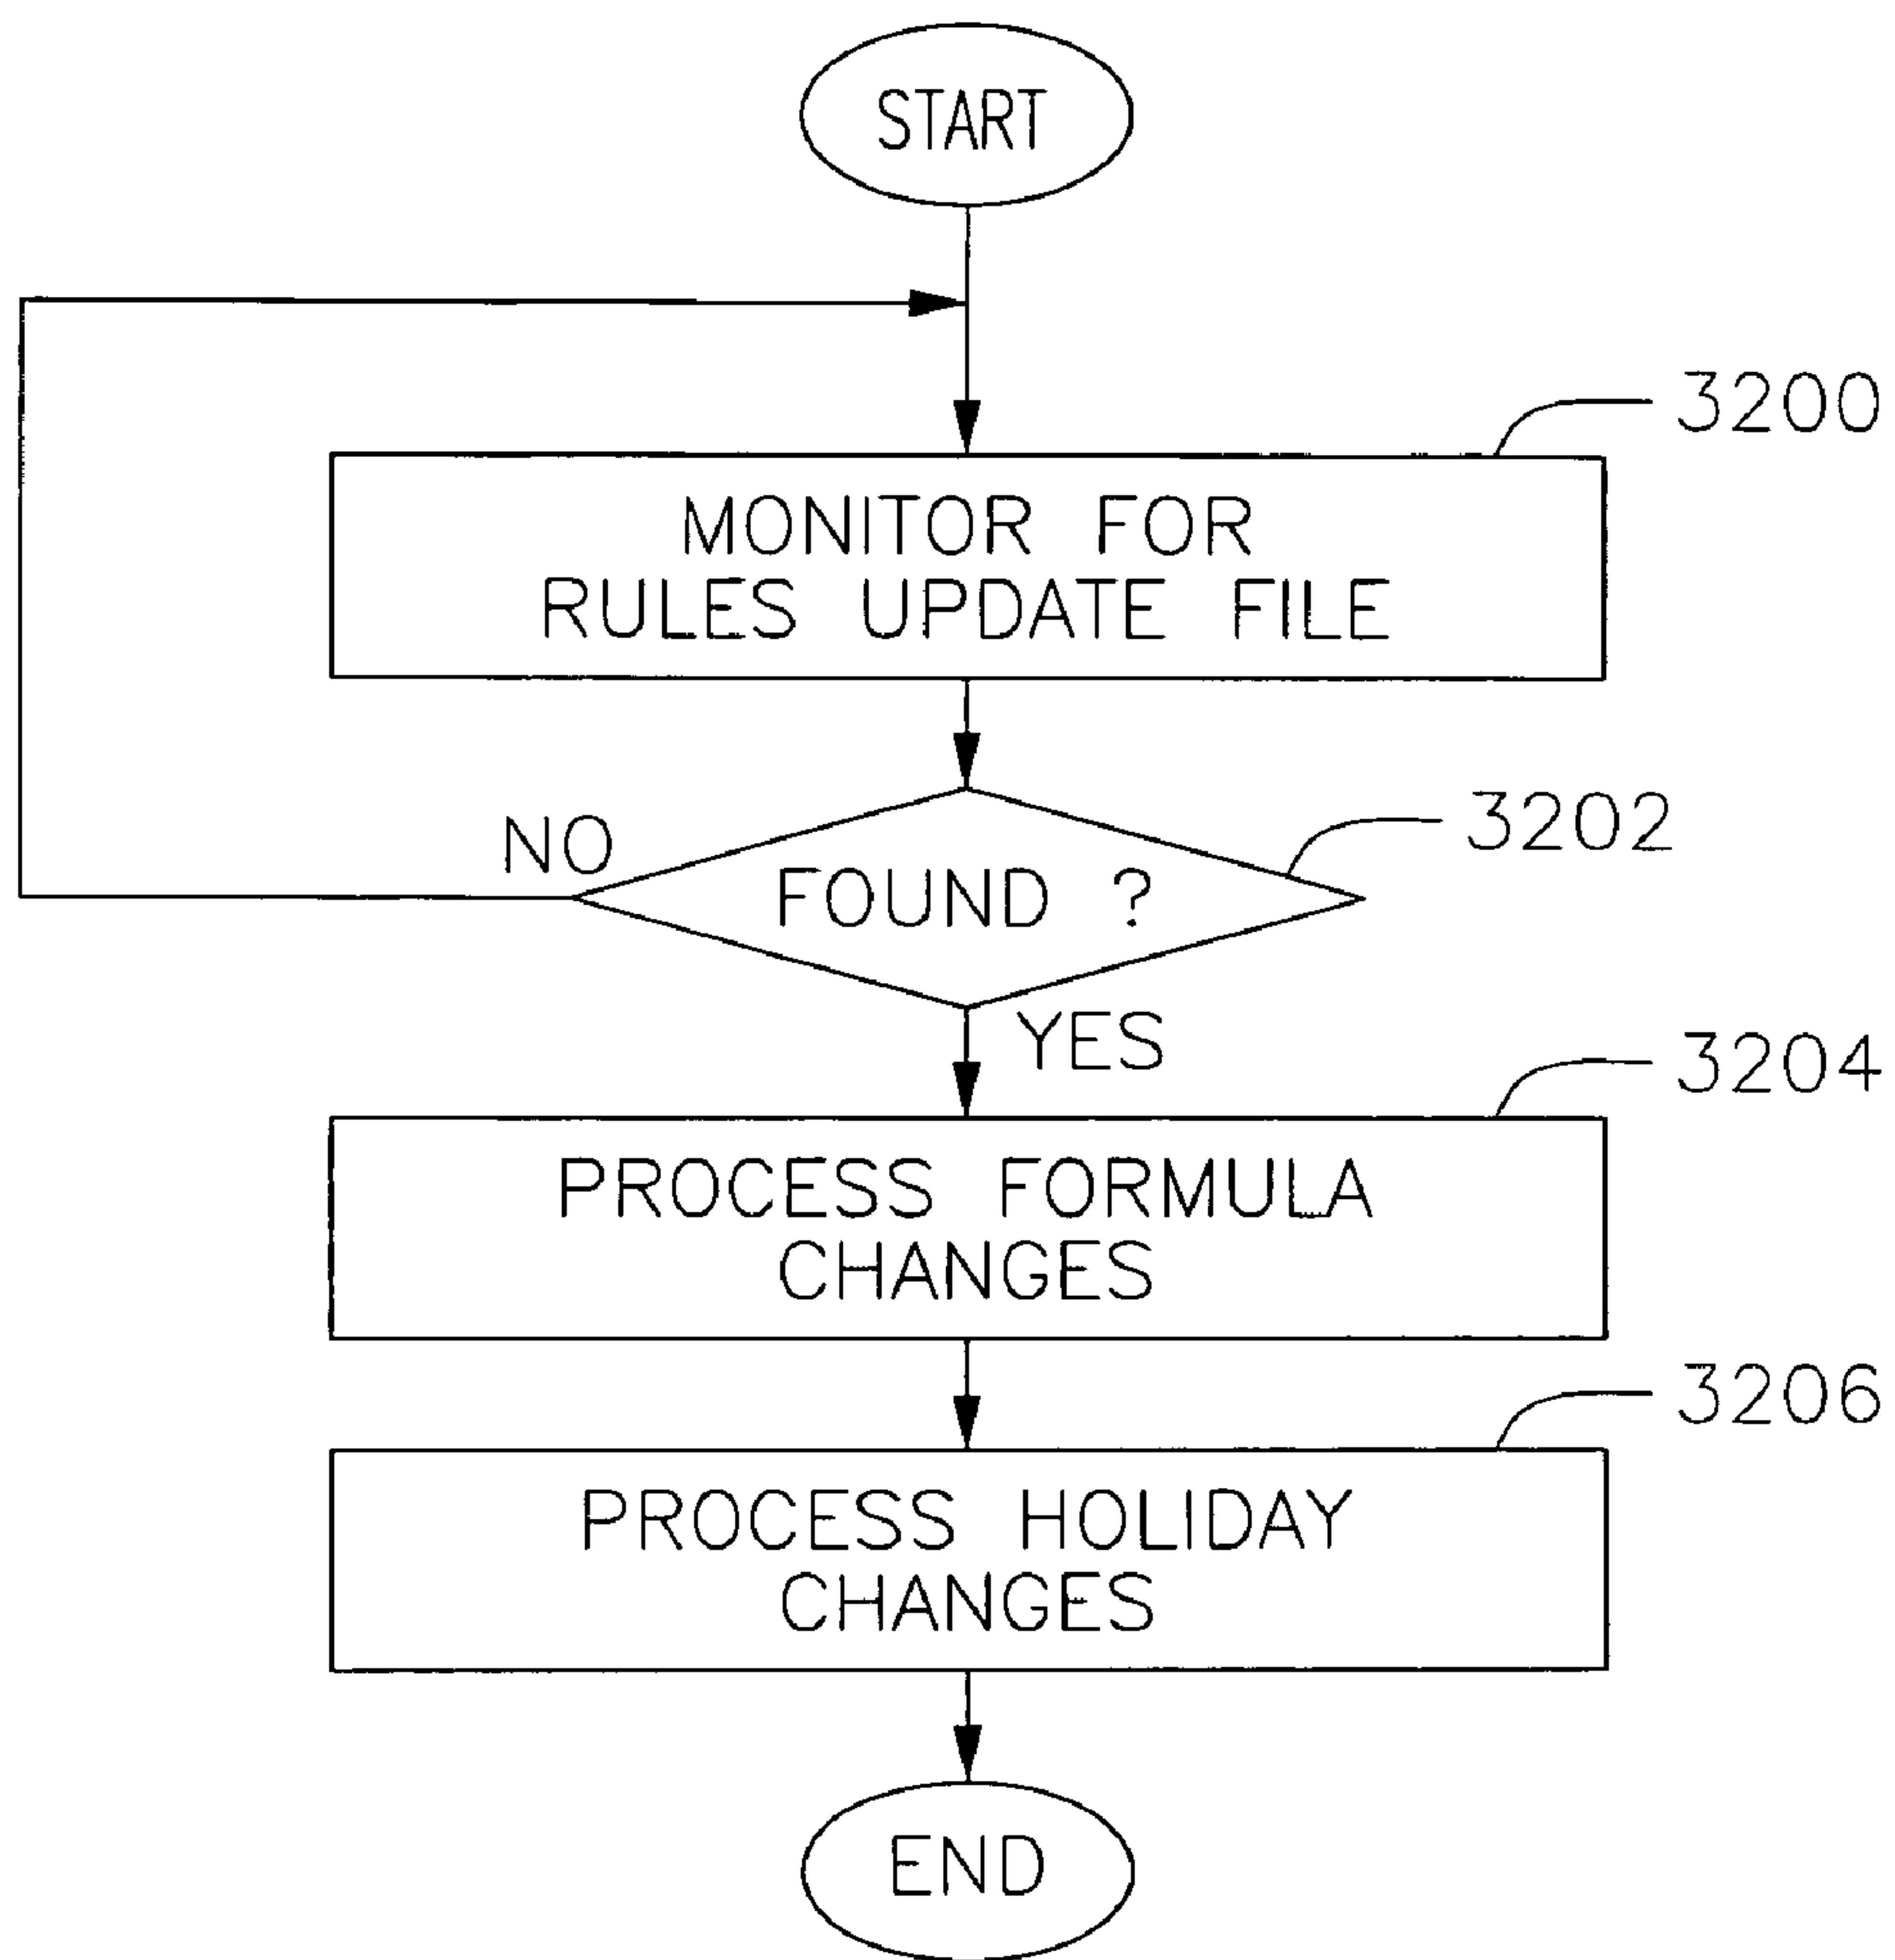 START
3200
MONITOR FOR
RULES UPDATE FILE
NO
3202
FOUND ?
YES
3204
PROCESS FORMULA
CHANGES
3206
PROCESS HOLIDAY
CHANGES
END